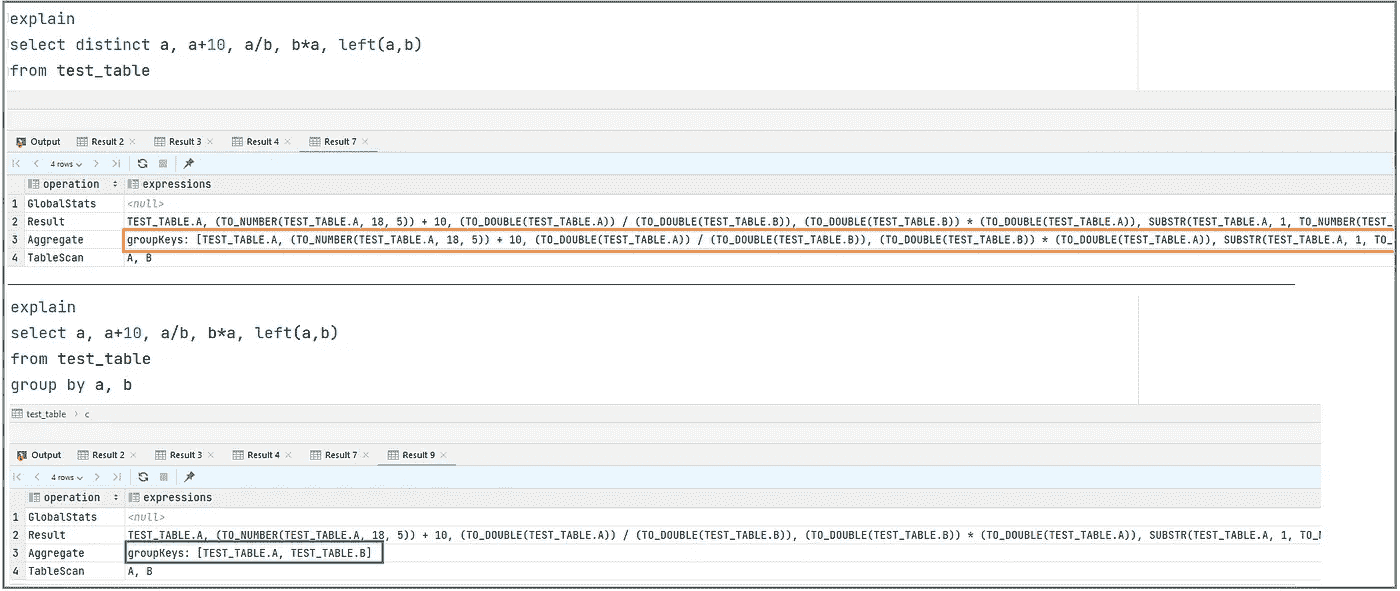 explain
select distinct a, a+10, a/b, b*a, left(a,b)
from test_table
Output Result 2 × Result 3 × Result 4 × Result 7 ×
4 rows
operation expressions
1 GlobalStats <null>
2 Result TEST_TABLE.A, (TO_NUMBER(TEST_TABLE.A, 18, 5)) + 10, (TO_DOUBLE(TEST_TABLE.A)) / (TO_DOUBLE(TEST_TABLE.B)), (TO_DOUBLE(TEST_TABLE.B)) * (TO_DOUBLE(TEST_TABLE.A)), SUBSTR(TEST_TABLE.A, 1, TO_NUMBER(TEST_
3 Aggregate groupKeys: [TEST_TABLE.A, (TO_NUMBER(TEST_TABLE.A, 18, 5)) + 10, (TO_DOUBLE(TEST_TABLE.A)) / (TO_DOUBLE(TEST_TABLE.B)), (TO_DOUBLE(TEST_TABLE.B)) * (TO_DOUBLE(TEST_TABLE.A)), SUBSTR(TEST_TABLE.A, 1, TO_
4 TableScan A, B
explain
select a, a+10, a/b, b*a, left(a,b)
from test_table
group by a, b
test_table > c
Output Result 2 × Result 3 × Result 4 × Result 7 × Result 9 ×
4 rows
operation expressions
1 GlobalStats <null>
2 Result TEST_TABLE.A, (TO_NUMBER(TEST_TABLE.A, 18, 5)) + 10, (TO_DOUBLE(TEST_TABLE.A)) / (TO_DOUBLE(TEST_TABLE.B)), (TO_DOUBLE(TEST_TABLE.B)) * (TO_DOUBLE(TEST_TABLE.A)), SUBSTR(TEST_TABLE.A, 1, TO_
3 Aggregate groupKeys: [TEST_TABLE.A, TEST_TABLE.B]
4 TableScan A, B